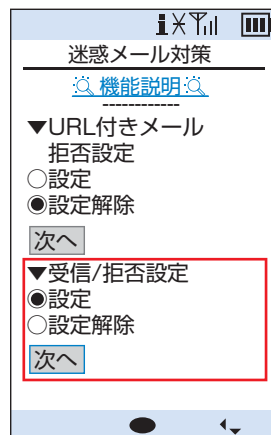 迷惑メール対策
機能説明
------------
▼URL付きメール
拒否設定
○設定
◉設定解除
次へ
▼受信/拒否設定
◉設定
○設定解除
次へ